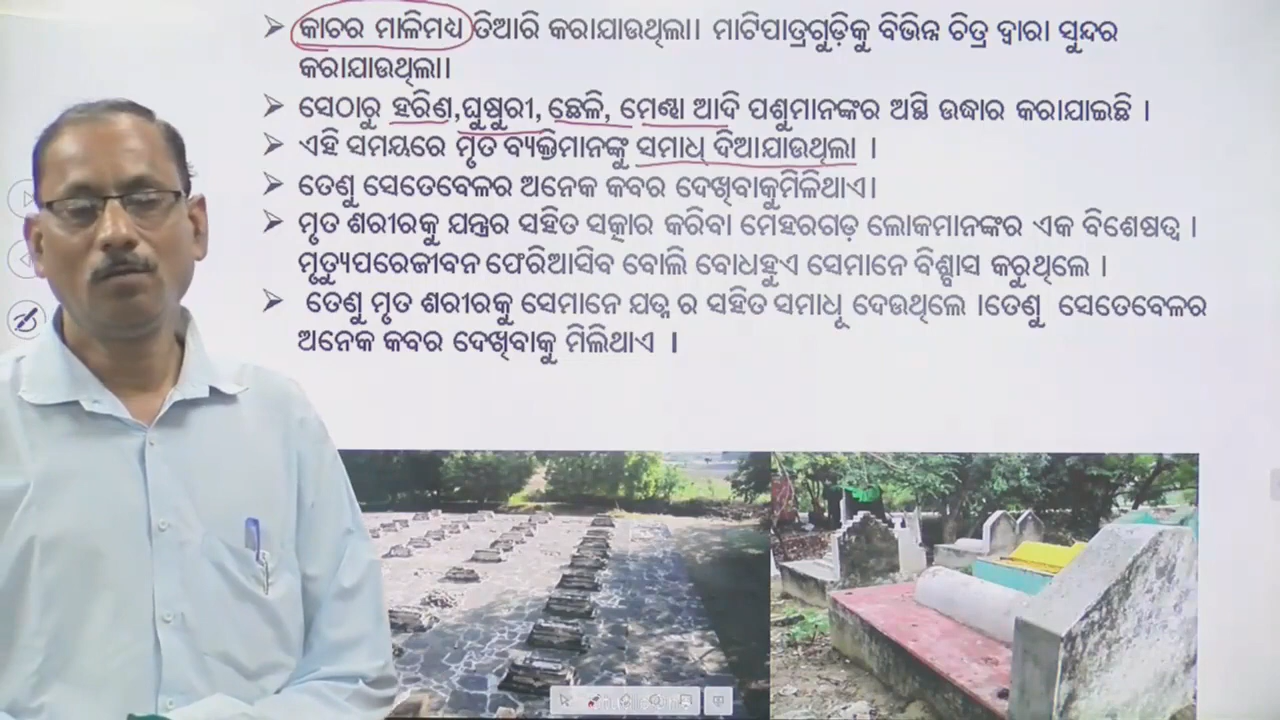 କାଚର ମାଳିମଧ୍ୟ ତିଆରି କରାଯାଉଥିଲା। ମାଟିପାତ୍ରଗୁଡ଼ିକୁ ବିଭିନ୍ନ ଚିତ୍ର ଦ୍ଵାରା ସୁନ୍ଦର
କରାଯାଉଥିଲା।
ସେଠାରୁ ହରିଣ,ଘୁଷୁରୀ, ଛେଳି, ମେଣ୍ଢା ଆଦି ପଶୁମାନଙ୍କର ଅସ୍ଥି ଉଦ୍ଧାର କରାଯାଇଛି ।
ଏହି ସମୟରେ ମୃତ ବ୍ୟକ୍ତିମାନଙ୍କୁ ସମାଧି ଦିଆଯାଉଥିଲା ।
ତେଣୁ ସେତେବେଳର ଅନେକ କବର ଦେଖିବାକୁମିଳିଥାଏ।
ମୃତ ଶରୀରକୁ ଯନ୍ତ୍ରର ସହିତ ସତ୍କାର କରିବା ମେହରଗଡ଼ ଲୋକମାନଙ୍କର ଏକ ବିଶେଷତ୍ଵ ।
ମୃତ୍ୟୁପରେଜୀବନ ଫେରିଆସିବ ବୋଲି ବୋଧହୁଏ ସେମାନେ ବିଶ୍ଵାସ କରୁଥିଲେ ।
ତେଣୁ ମୃତ ଶରୀରକୁ ସେମାନେ ଯତ୍ନ ର ସହିତ ସମାଧି ଦେଉଥିଲେ ।ତେଣୁ ସେତେବେଳର
ଅନେକ କବର ଦେଖିବାକୁ ମିଲିଥାଏ ।